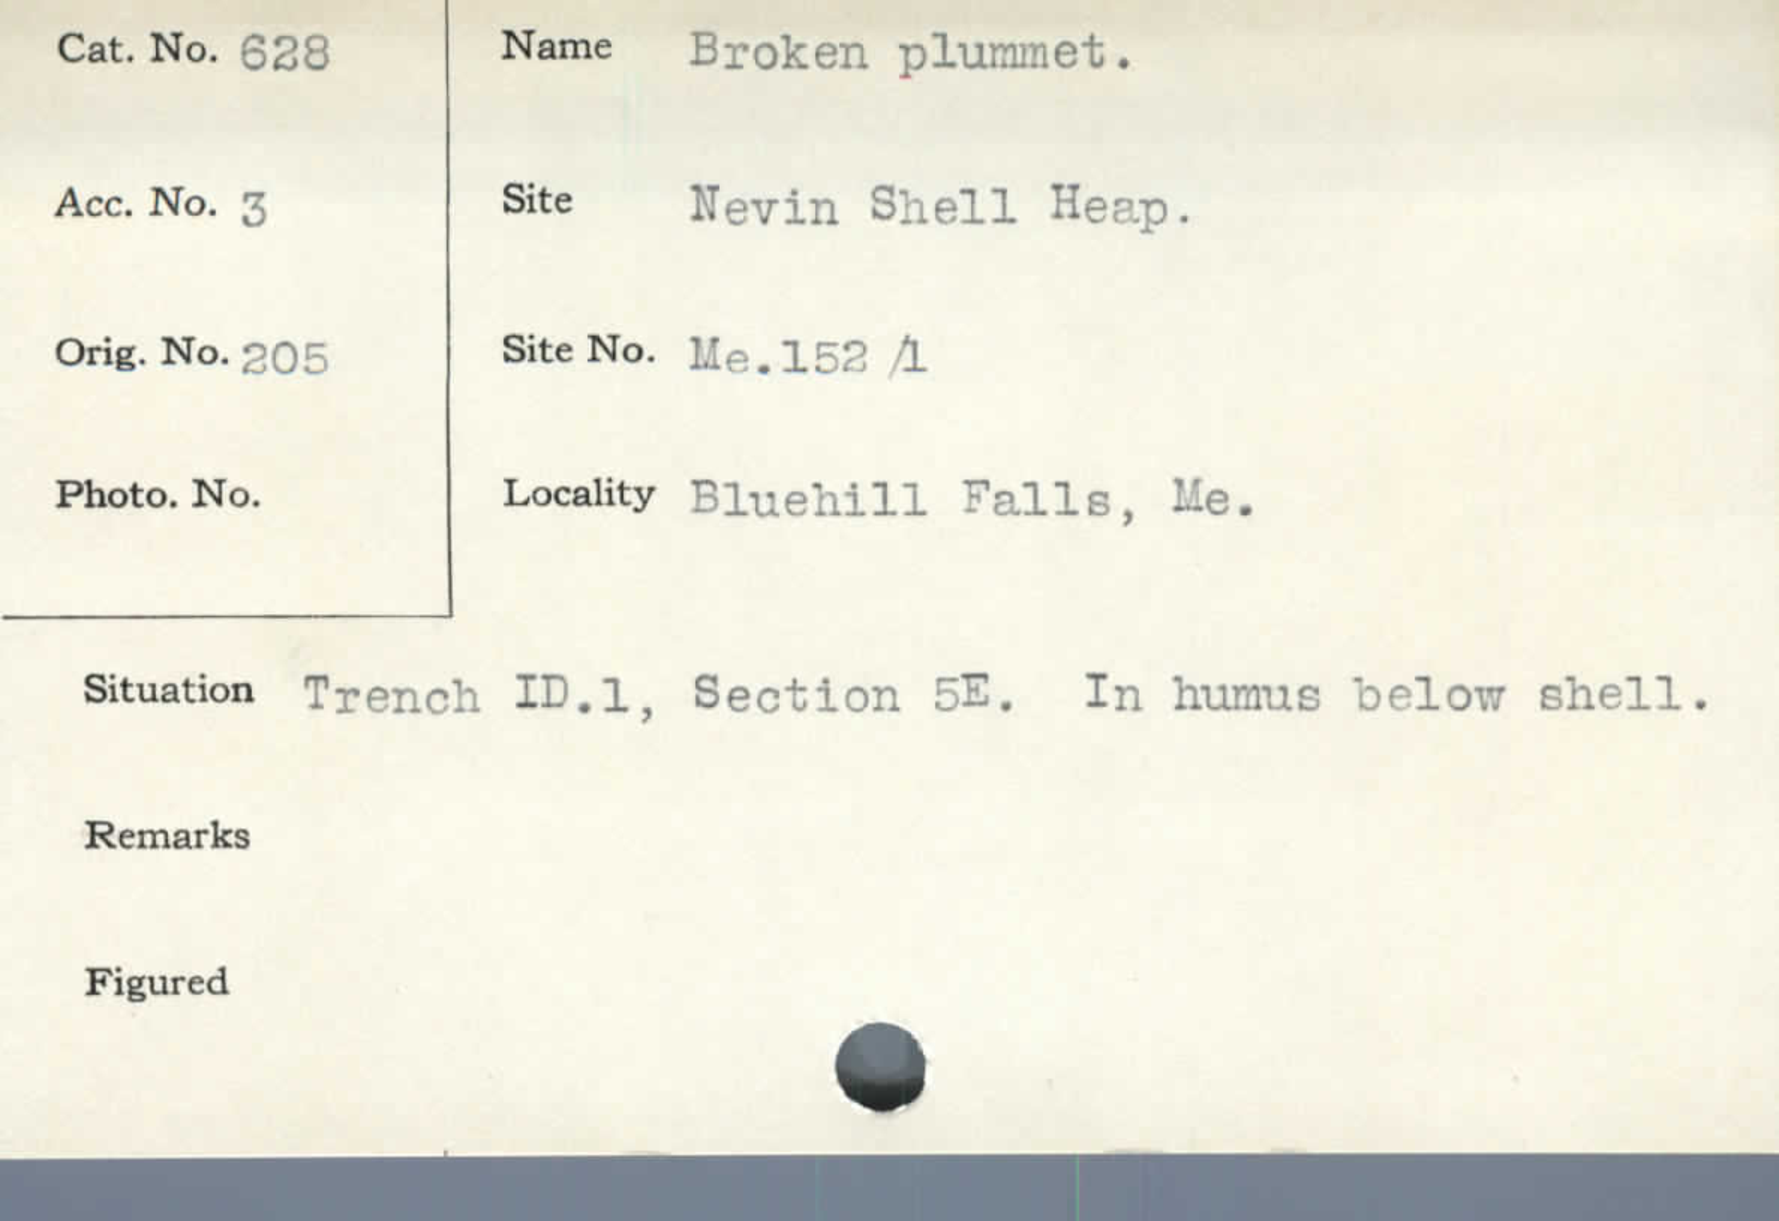 Cat. No. 628
Name Broken plummet.
Acc. No. 3
Site Nevin Shell Heap.
Orig. No. 205
Site No. Me.152 /1
Photo. No.
Locality Bluehill Falls, Me.
Situation Trench ID.1, Section 5E. In humus below shell.
Remarks
Figured